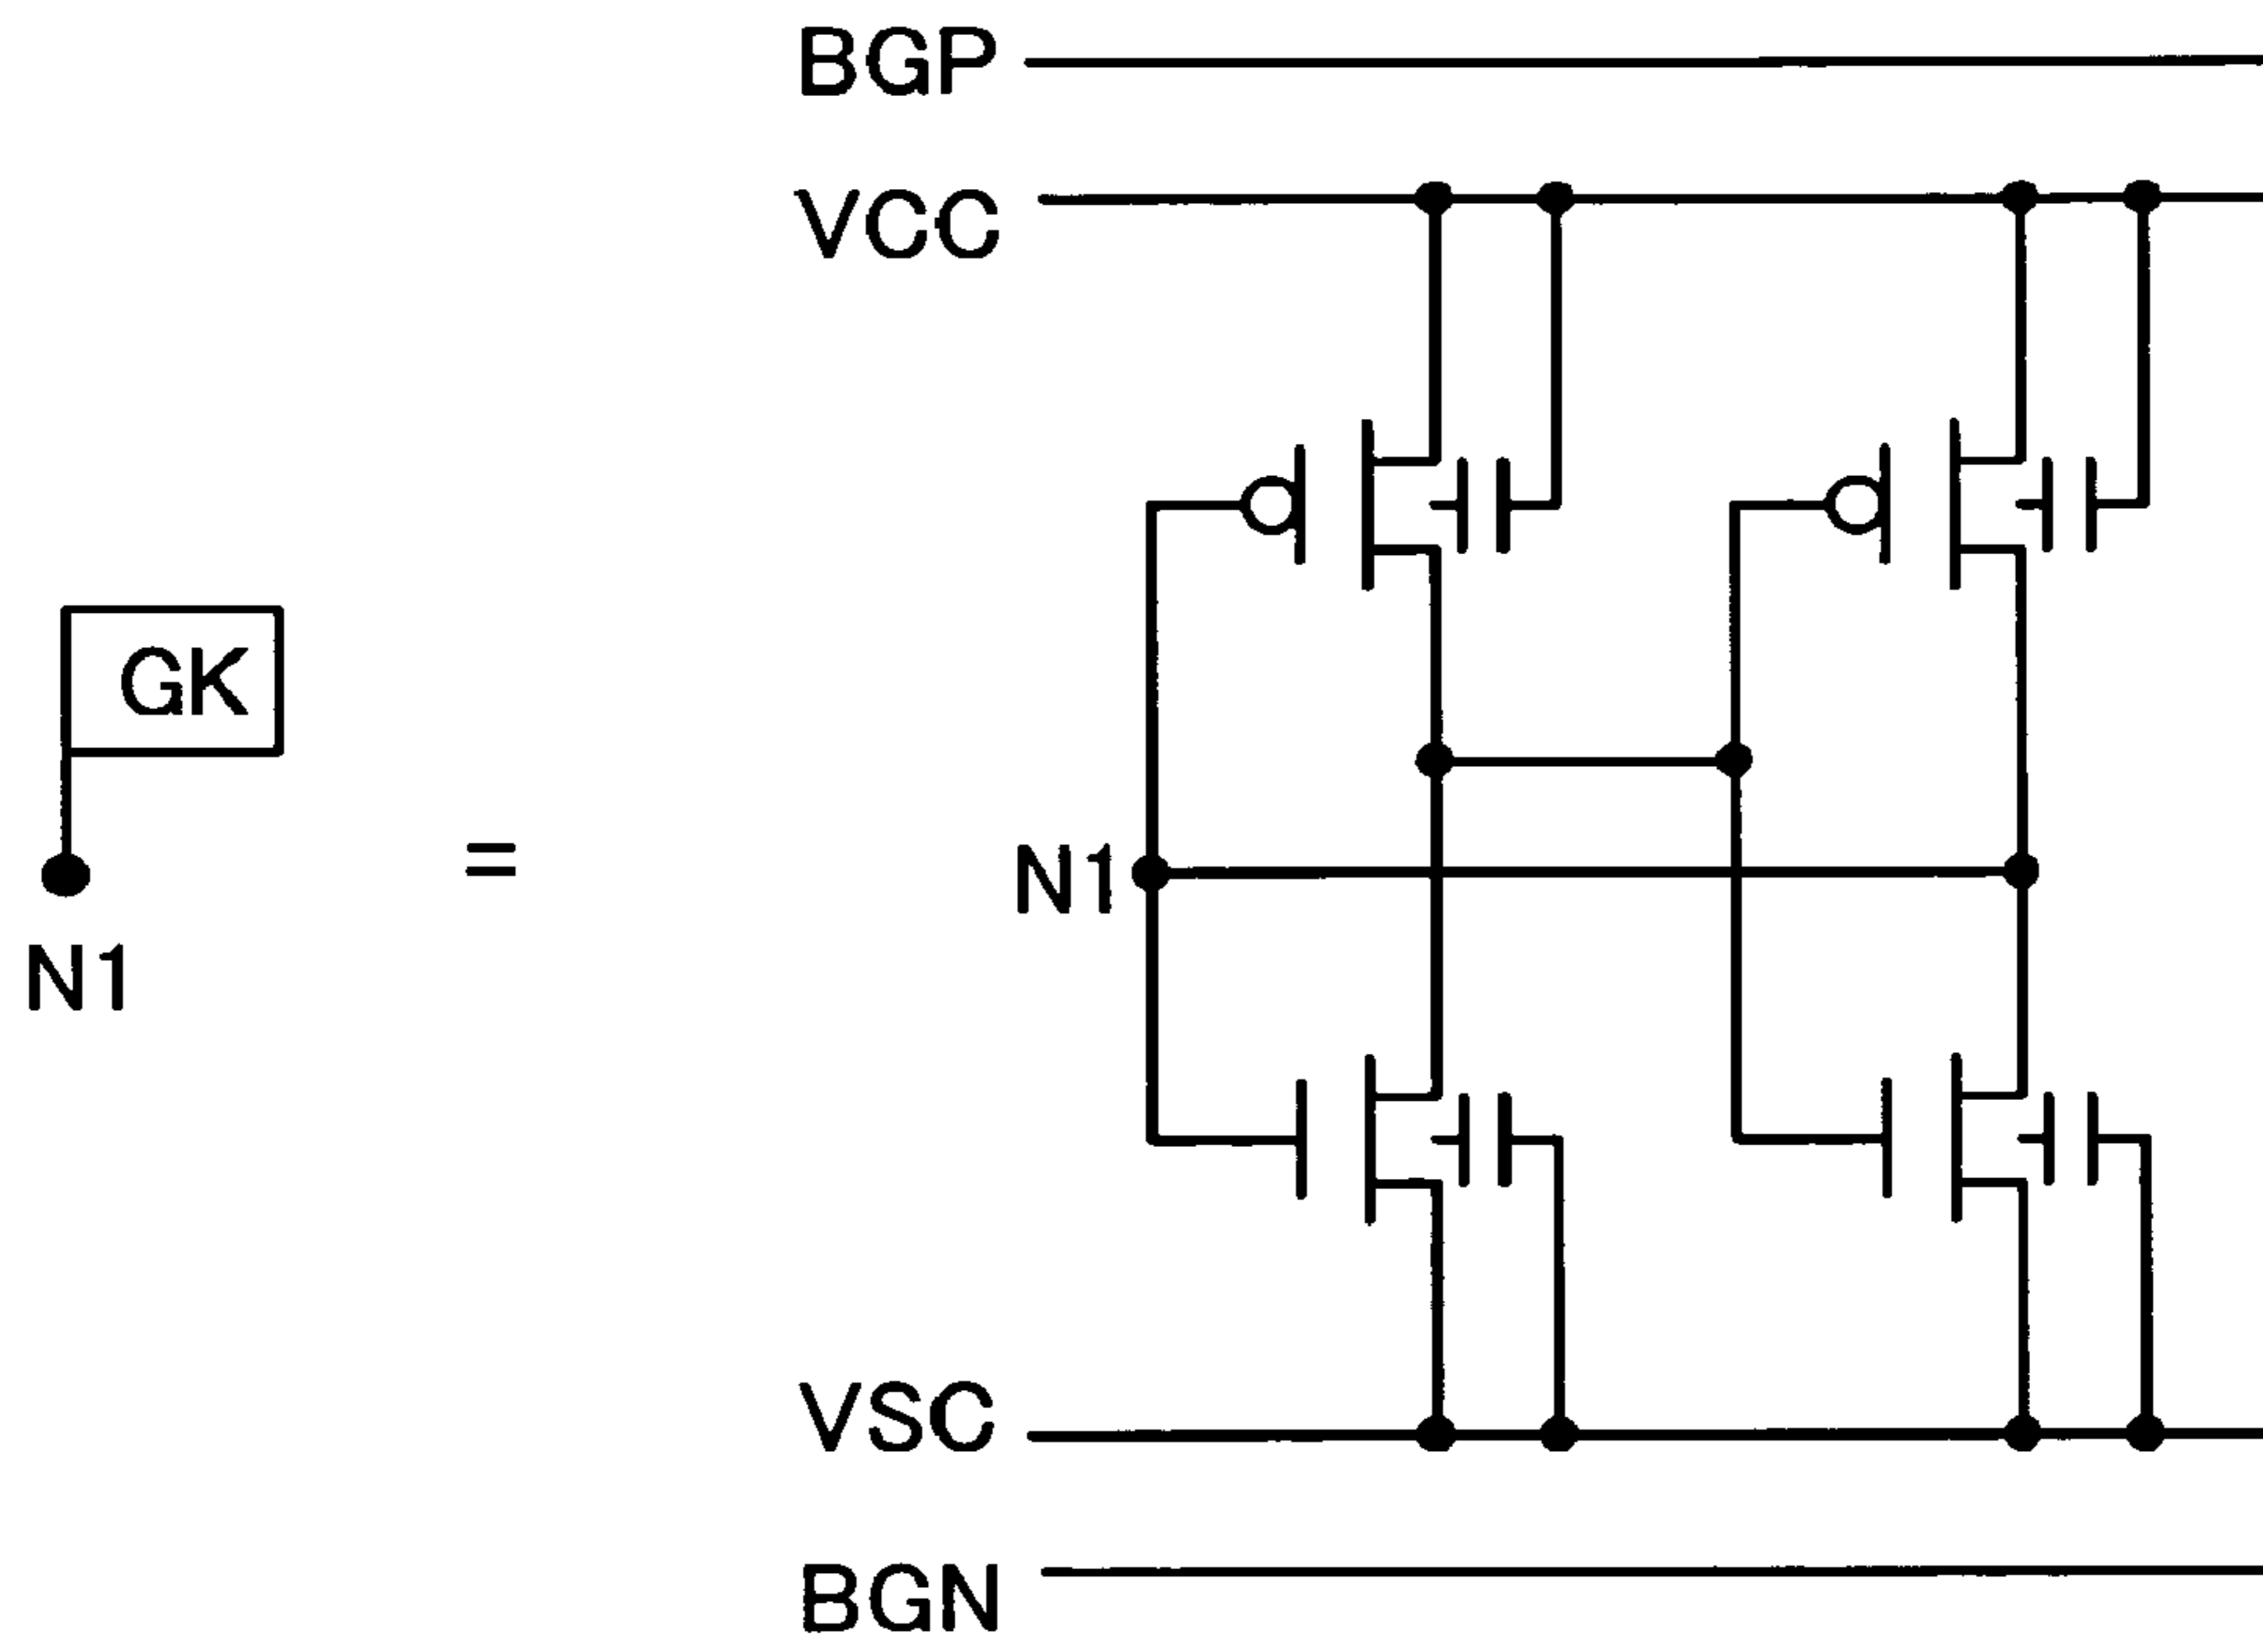 BGP
VCC
GK
N1
=
N1
VSC
BGN